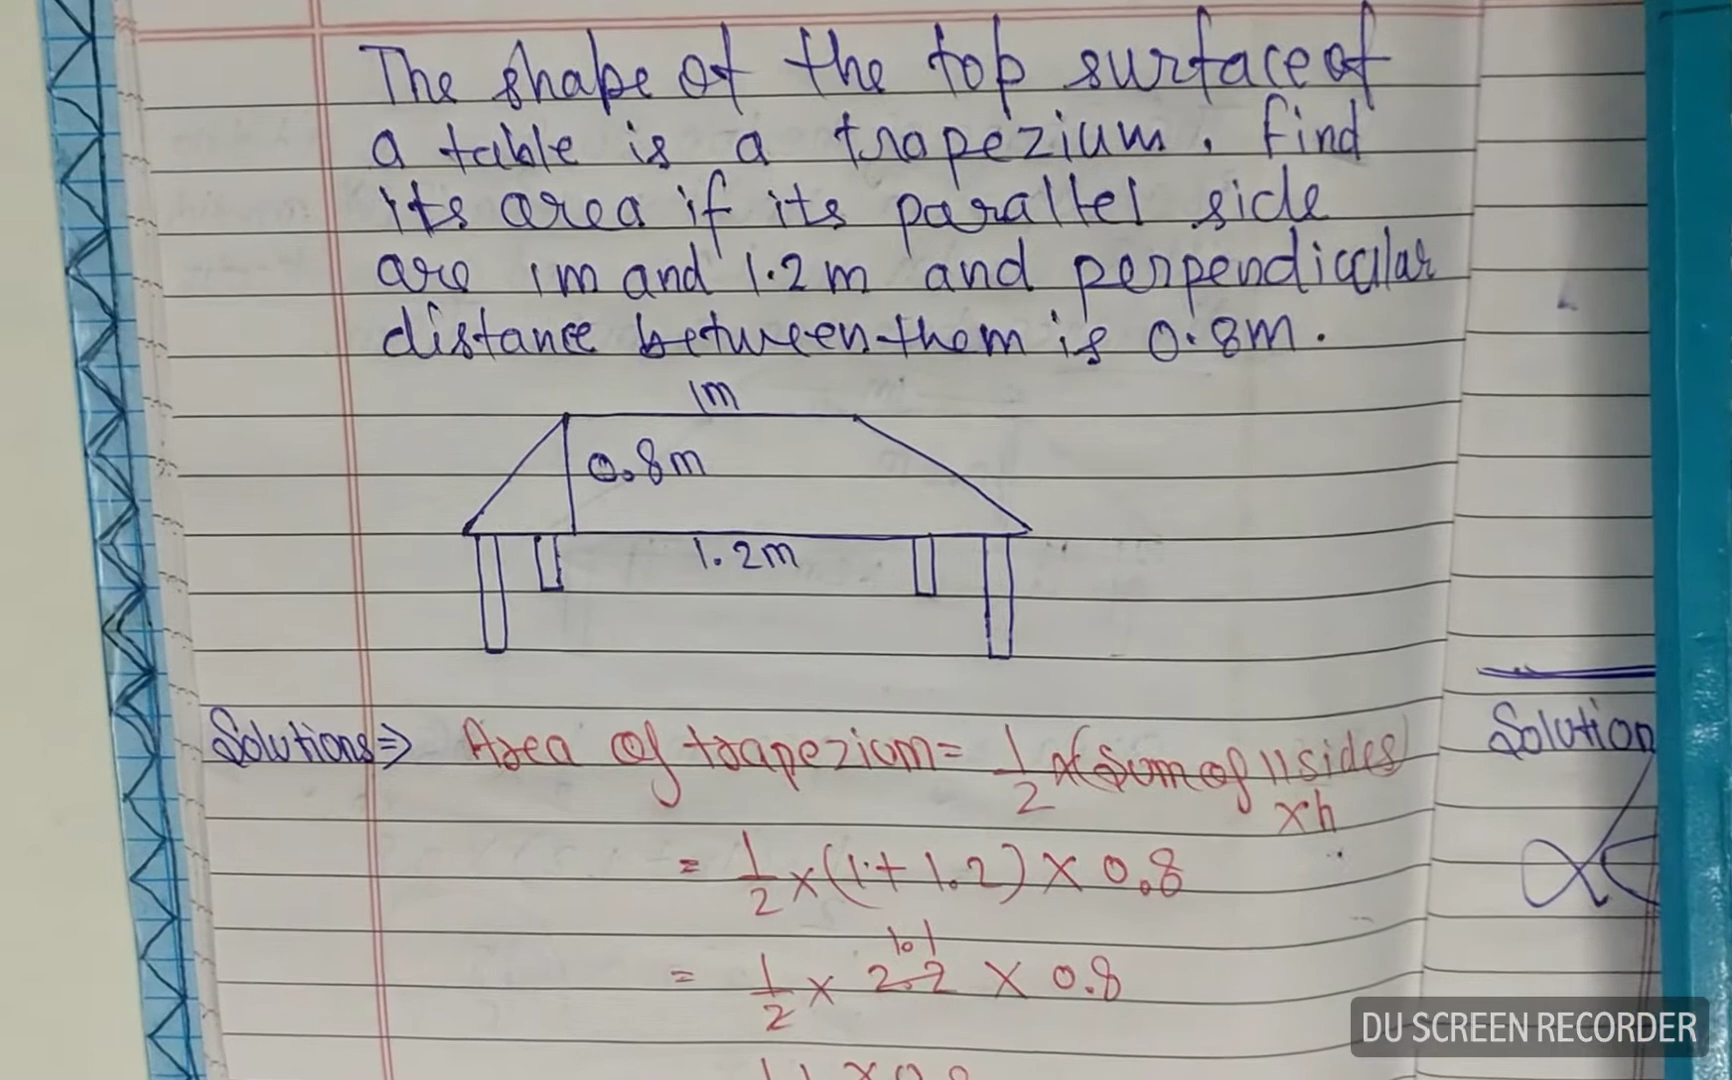 The shape of the top surface of
a table is a trapezium. Find
its area if its parallel side
are 1m and 1.2m and perpendicular
distance between them is 0.8m.
1m
0.8m
1.2m
Solutions⇒ Area of trapezium= 1/2 x(Sum of 11 sides)
xh
= 1/2 x (1+1.2) x 0.8
1.1
= 1/2 x 2.2 x 0.8
Solution
DU SCREEN RECORDER